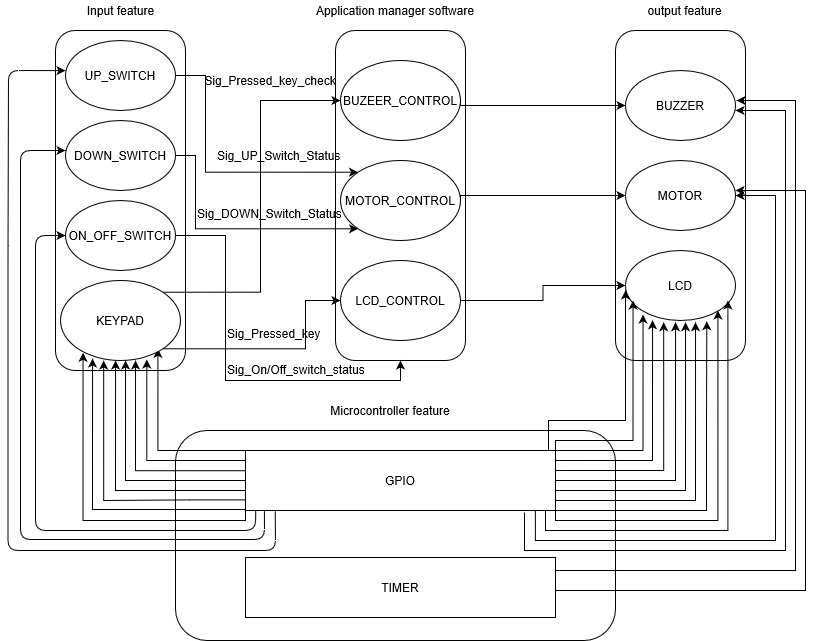 Input feature
Application manager software
output feature
UP_SWITCH
Sig_Pressed_key_check
BUZEER_CONTROL
BUZZER
DOWN_SWITCH
Sig_UP_Switch_Status
MOTOR_CONTROL
MOTOR
Sig_DOWN_Switch_Status
ON_OFF_SWITCH
LCD_CONTROL
LCD
KEYPAD
Sig_Pressed_key
Sig_On/Off_switch_status
Microcontroller feature
GPIO
TIMER